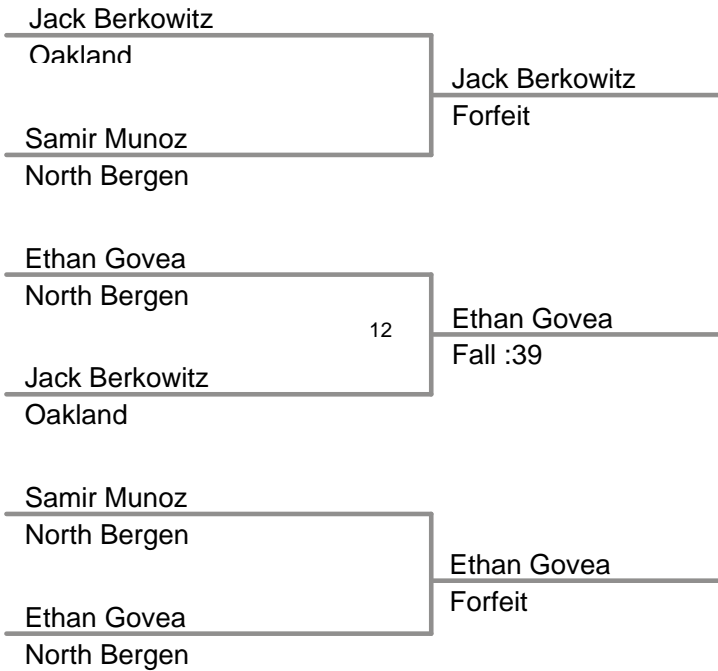 Jack Berkowitz
Oakland
Jack Berkowitz
Forfeit
Samir Munoz
North Bergen
Ethan Govea
North Bergen
12
Ethan Govea
Fall :39
Jack Berkowitz
Oakland
Samir Munoz
North Bergen
Ethan Govea
Forfeit
Ethan Govea
North Bergen